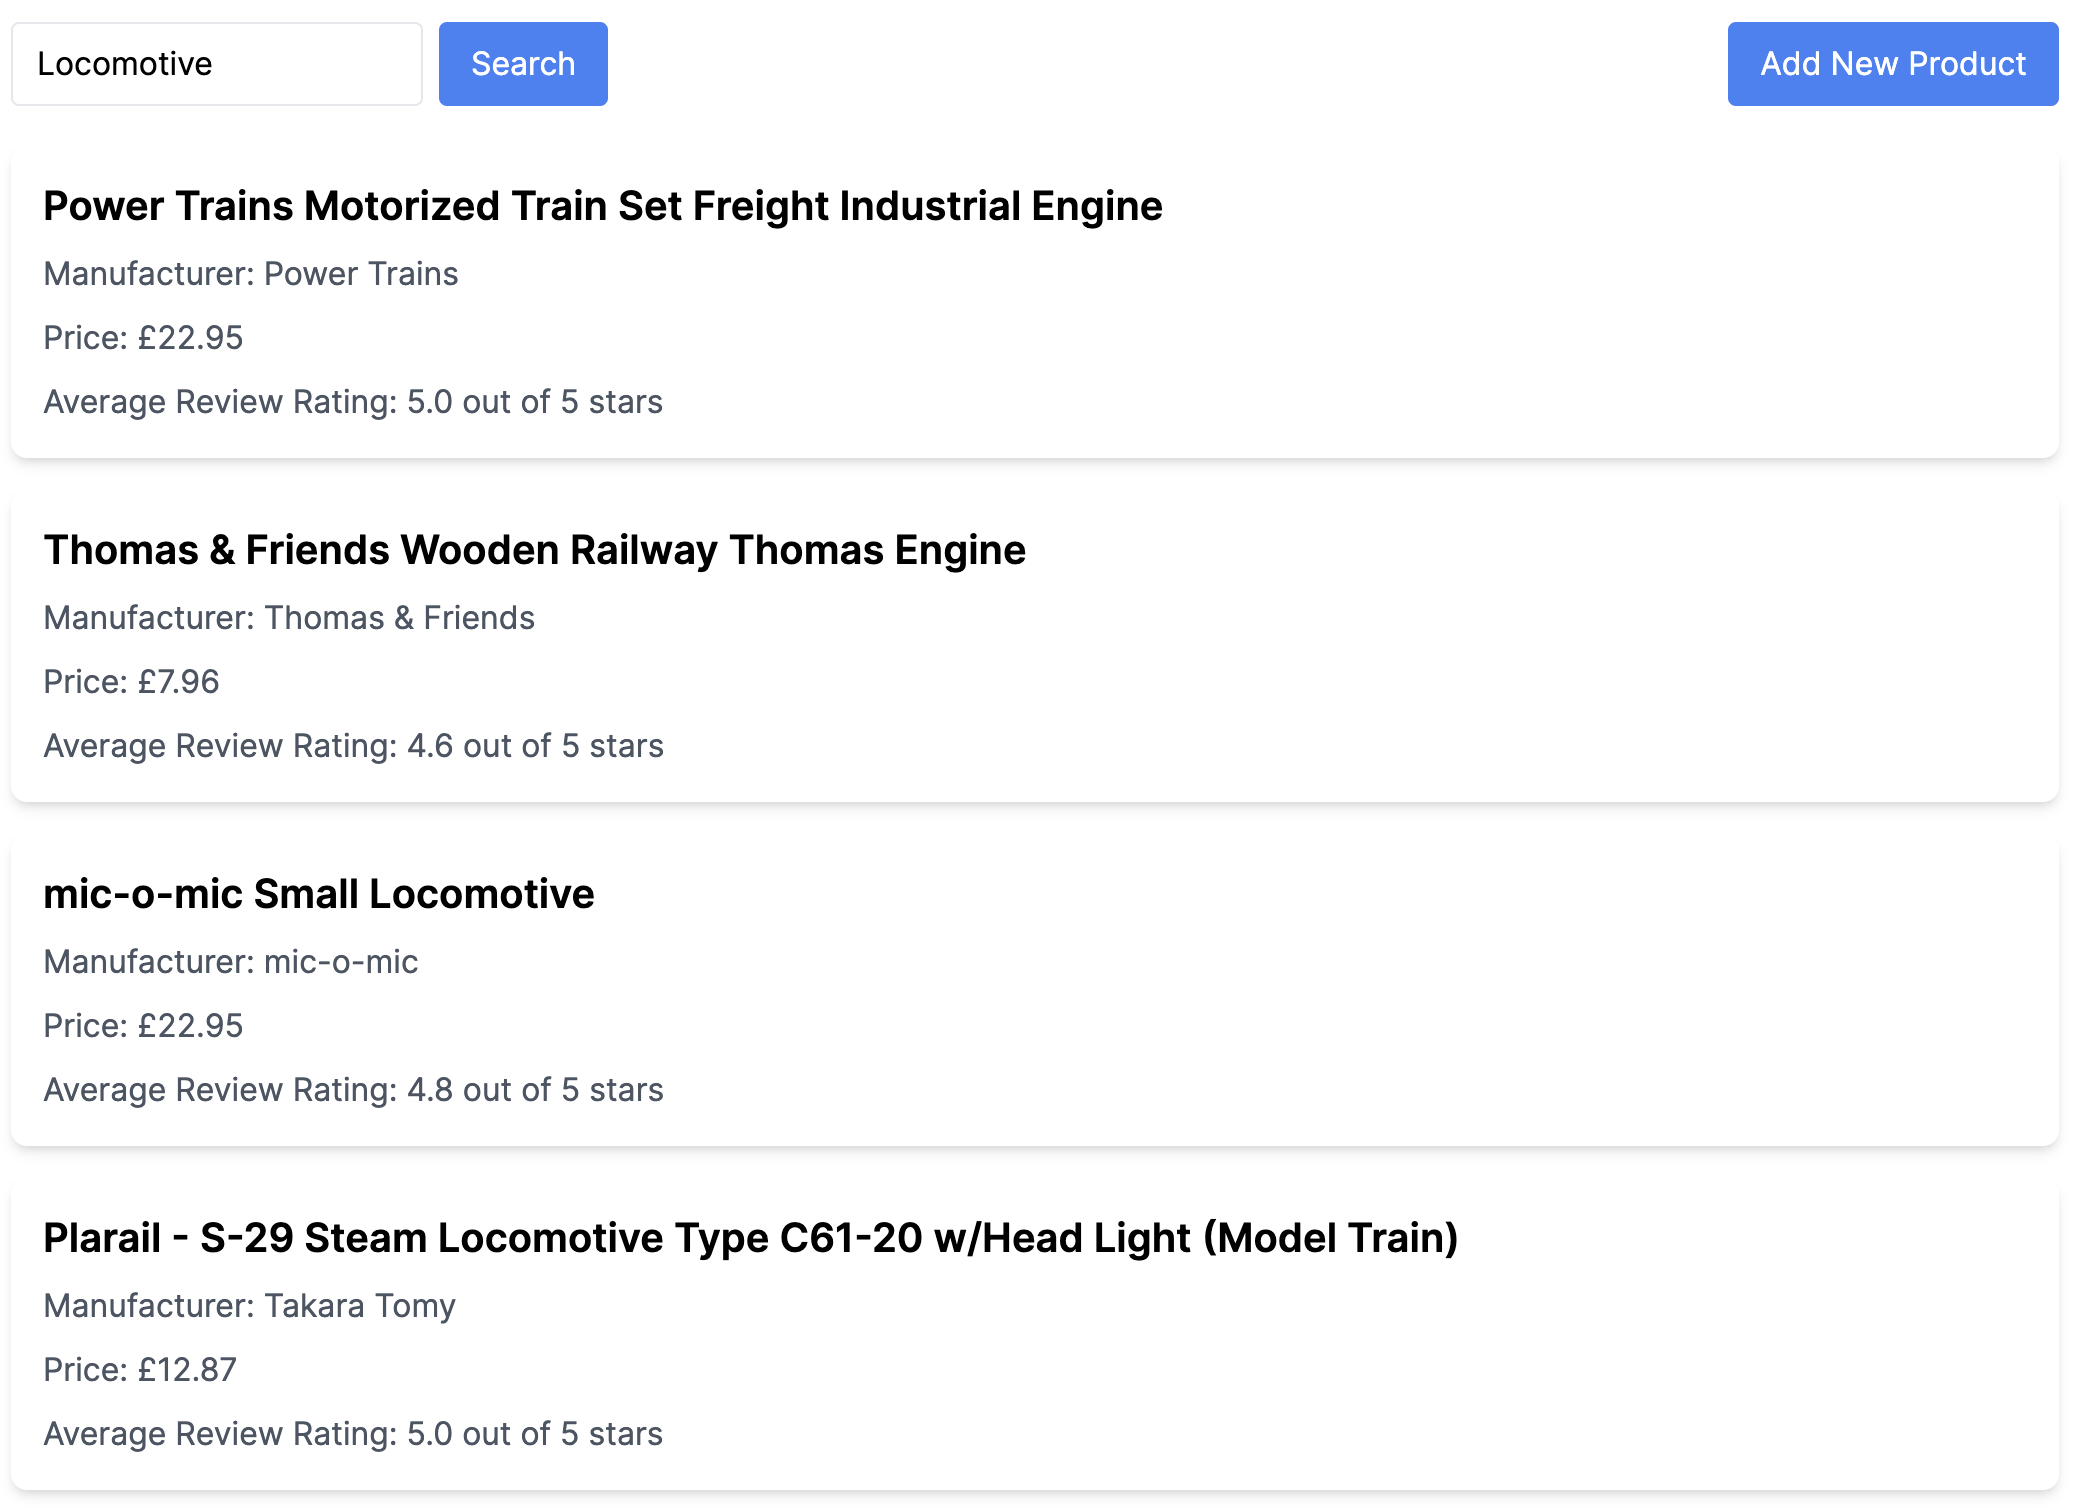 Locomotive Search Add New Product
Power Trains Motorized Train Set Freight Industrial Engine
Manufacturer: Power Trains
Price: £22.95
Average Review Rating: 5.0 out of 5 stars
Thomas & Friends Wooden Railway Thomas Engine
Manufacturer: Thomas & Friends
Price: £7.96
Average Review Rating: 4.6 out of 5 stars
mic-o-mic Small Locomotive
Manufacturer: mic-o-mic
Price: £22.95
Average Review Rating: 4.8 out of 5 stars
Plarail - S-29 Steam Locomotive Type C61-20 w/Head Light (Model Train)
Manufacturer: Takara Tomy
Price: £12.87
Average Review Rating: 5.0 out of 5 stars